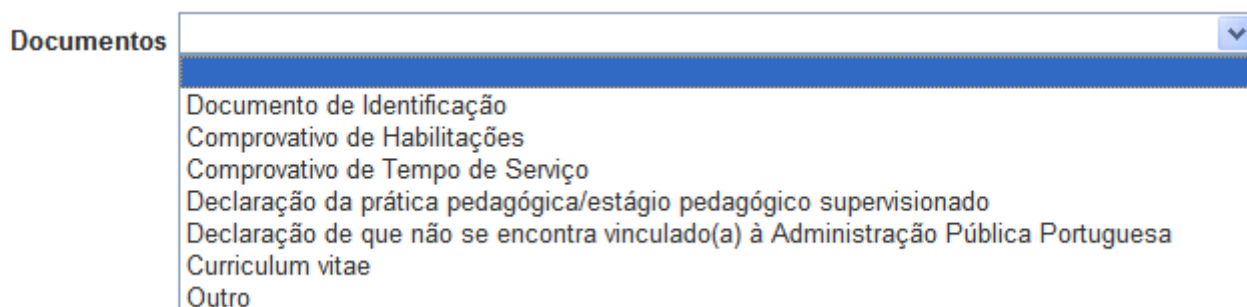 Documentos
Documento de Identificação
Comprovativo de Habilitações
Comprovativo de Tempo de Serviço
Declaração da prática pedagógica/estágio pedagógico supervisionado
Declaração de que não se encontra vinculado(a) à Administração Pública Portuguesa
Curriculum vitae
Outro